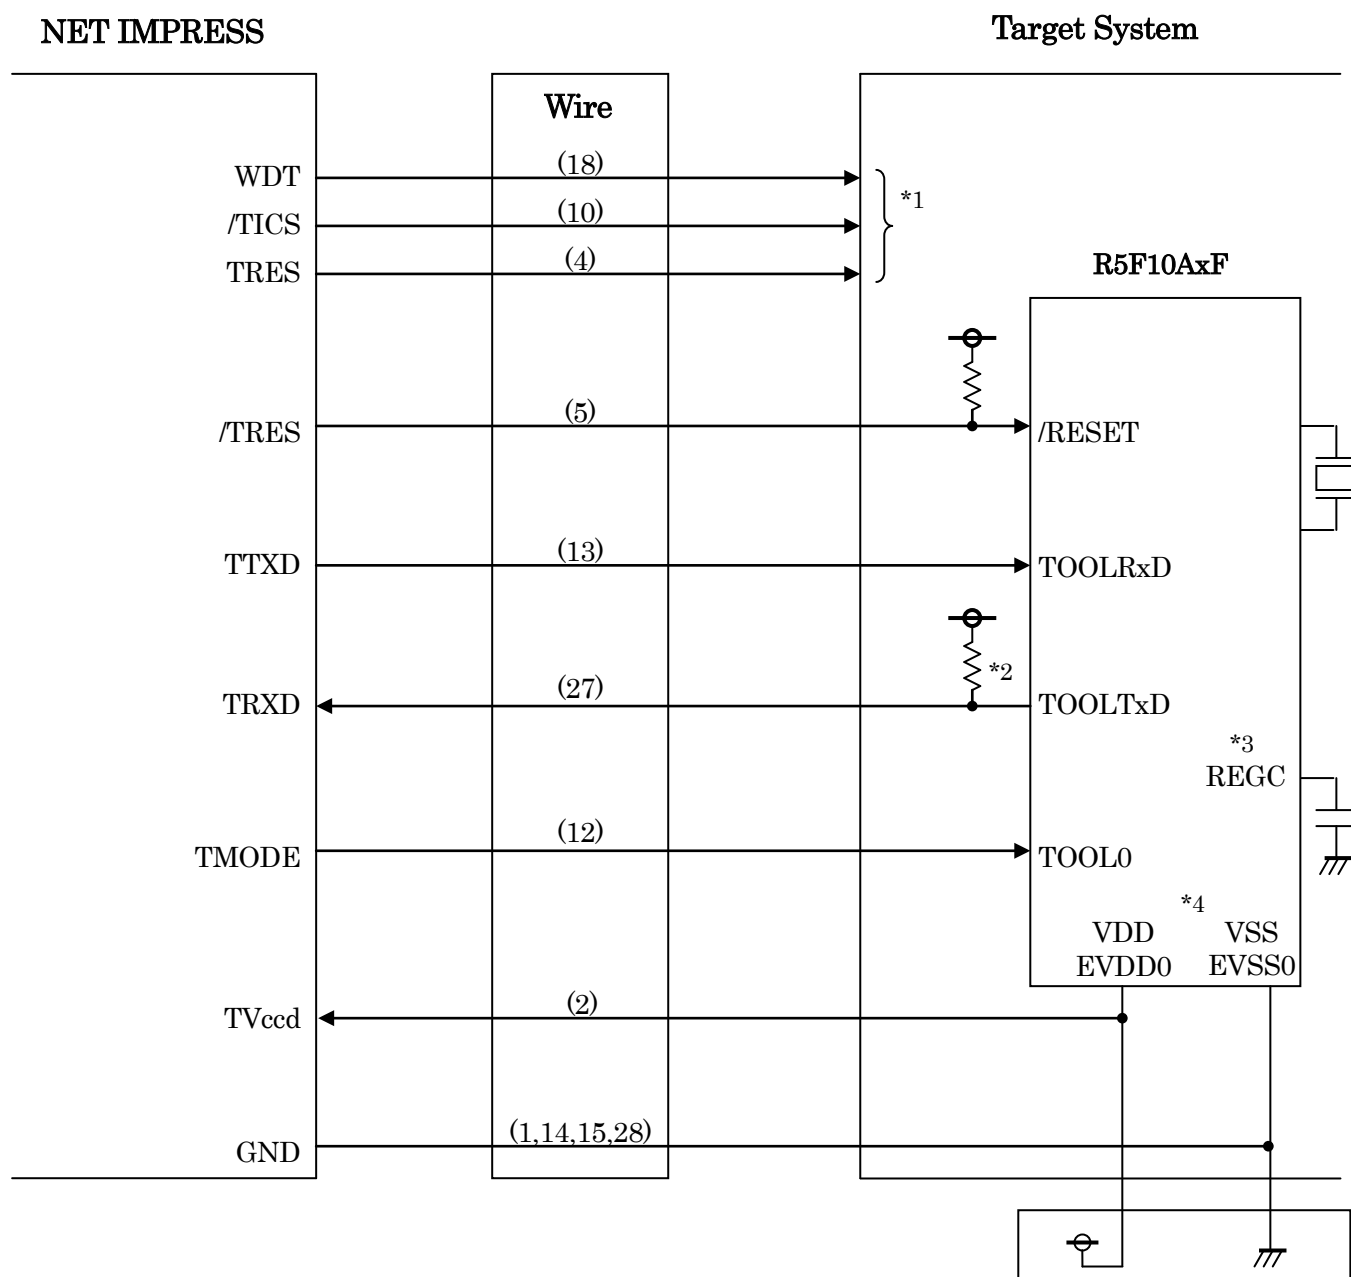 NET IMPRESS
Target System
Wire
WDT (18)
*1
/TICS (10)
TRES (4)
R5F10AxF
/TRES (5) /RESET
TTXD (13) TOOLRxD
*2
TRXD (27) TOOLTxD
*3
REGC
TMODE (12) TOOL0
*4
VDD VSS
EVDD0 EVSS0
TVccd (2)
GND (1,14,15,28)